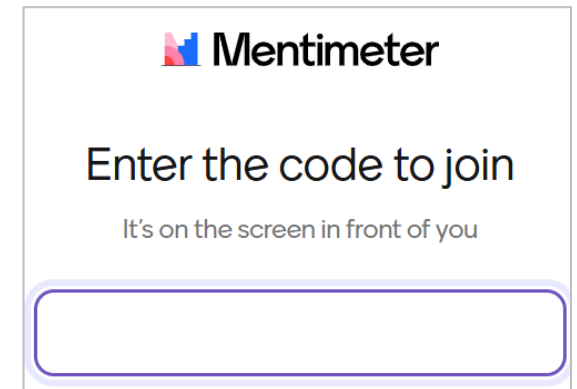 Mentimeter
Enter the code to join
It's on the screen in front of you